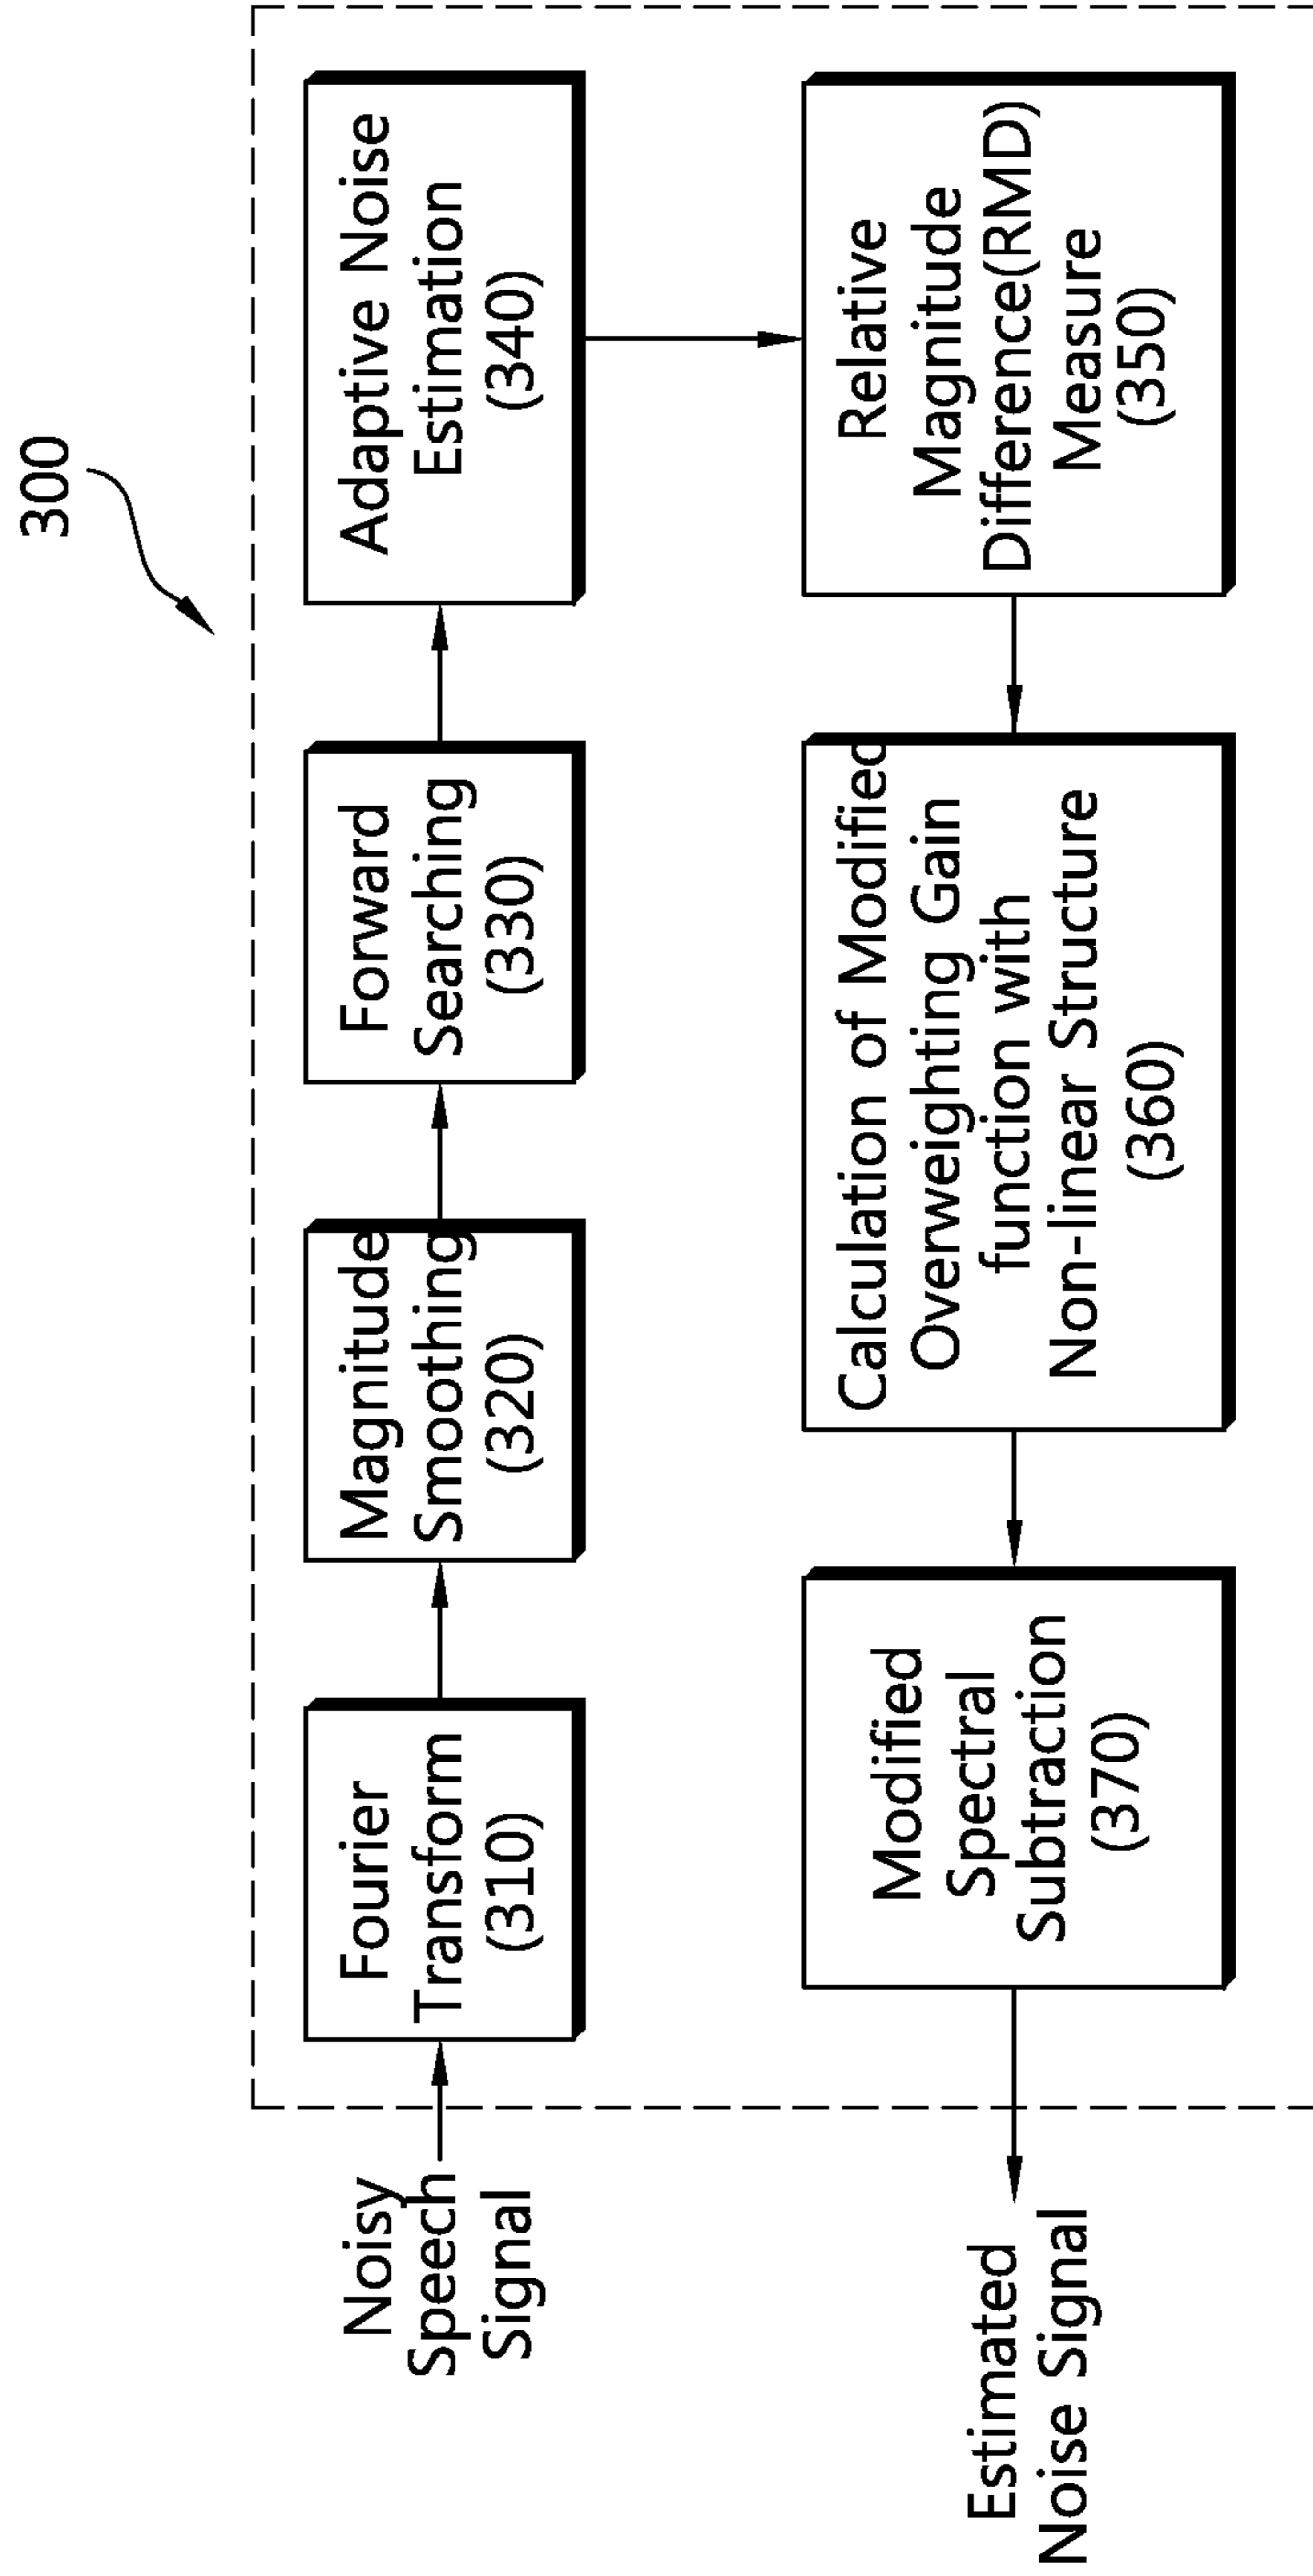 300
Noisy
Speech
Signal
Fourier
Transform
(310)
Magnitude
Smoothing
(320)
Forward
Searching
(330)
Adaptive Noise
Estimation
(340)
Relative
Magnitude
Difference(RMD)
Measure
(350)
Calculation of Modified
Overweighting Gain
function with
Non-linear Structure
(360)
Modified
Spectral
Subtraction
(370)
Estimated
Noise Signal